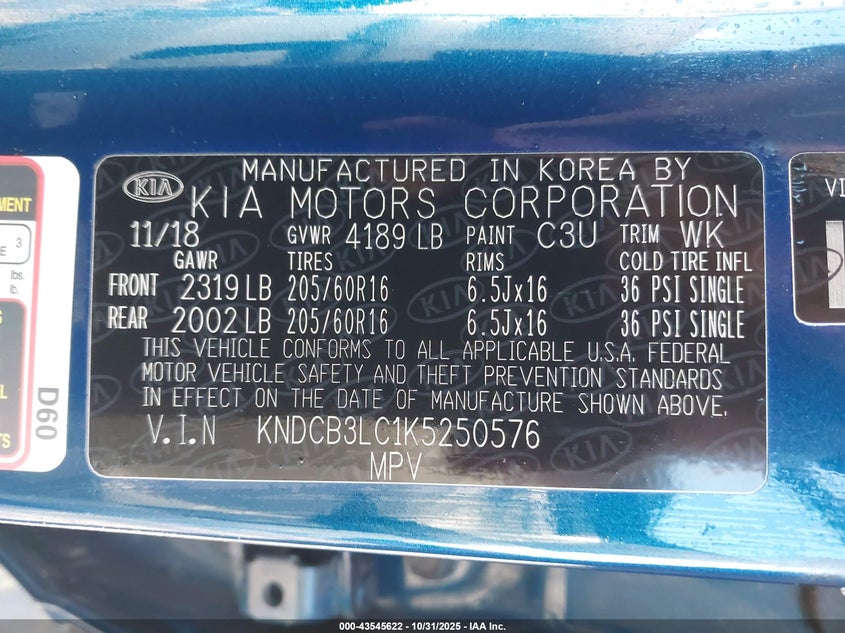 MANUFACTURED IN KOREA BY
KIA
KIA MOTORS CORPORATION
11/18 GVWR 4189 LB PAINT C3U TRIM WK
GAWR TIRES RIMS COLD TIRE INFL
FRONT 2319 LB 205/60R16 6.5Jx16 36 PSI SINGLE
REAR 2002 LB 205/60R16 6.5Jx16 36 PSI SINGLE
THIS VEHICLE CONFORMS TO ALL APPLICABLE U.S.A. FEDERAL
MOTOR VEHICLE SAFETY AND THEFT PREVENTION STANDARDS
IN EFFECT ON THE DATE OF MANUFACTURE SHOWN ABOVE.
V.I.N KNDCB3LC1K5250576
MPV
MENT
E 3
lbs.
D60
VI
000-43545622 - 10/31/2025 - IAA Inc.